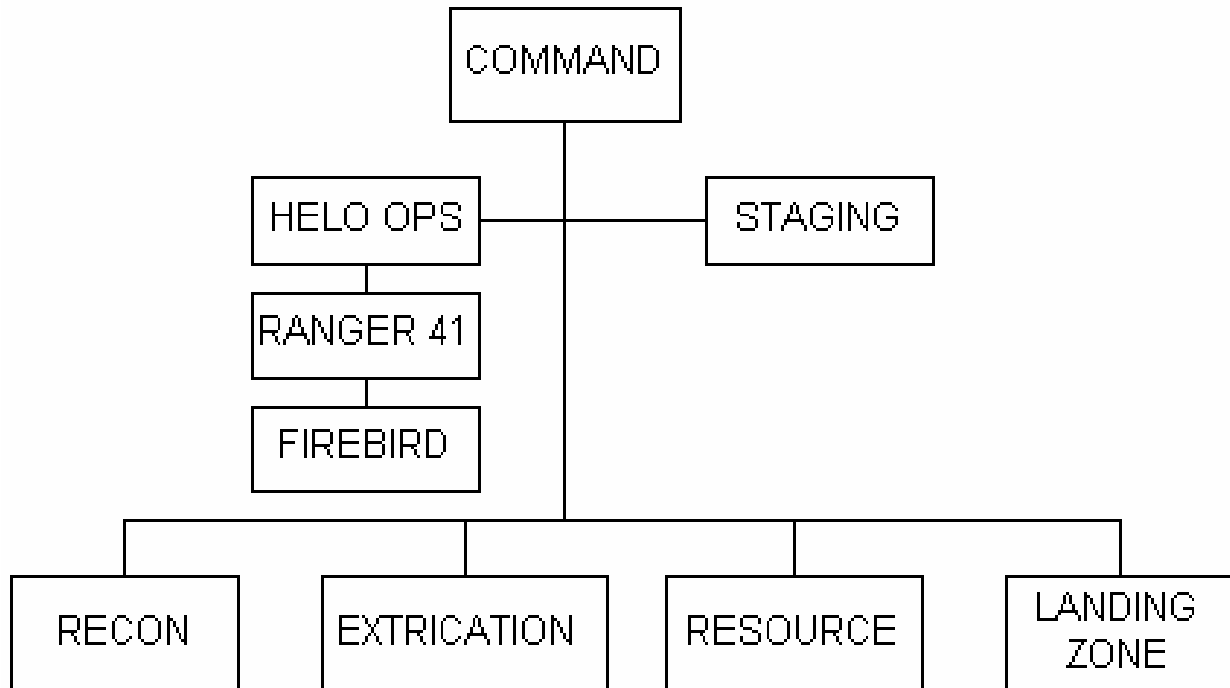 COMMAND
HELO OPS
STAGING
RANGER 41
FIREBIRD
RECON
EXTRICATION
RESOURCE
LANDING
ZONE